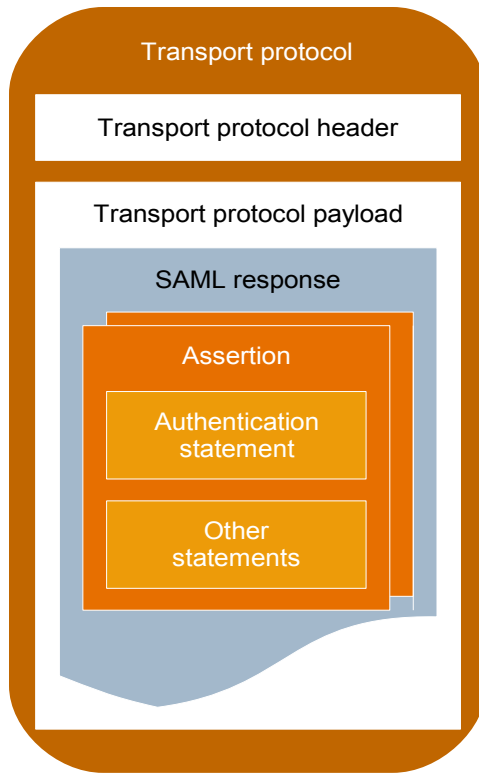 Transport protocol
Transport protocol header
Transport protocol payload
SAML response
Assertion
Authentication
statement
Other
statements